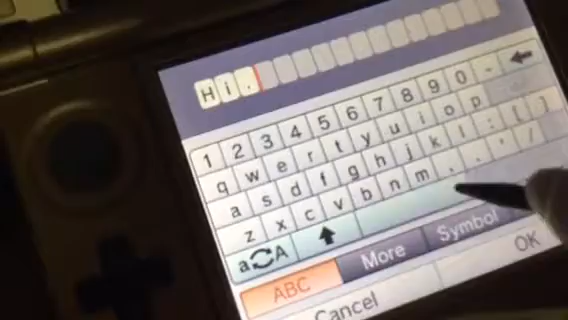 Hi.
1 2 3 4 5 6 7 8 9 0 -
q w e r t y u i o p
a s d f g h j k l : [ ]
z x c v b n m , . ' /
a A
ABC More Symbol
Cancel OK